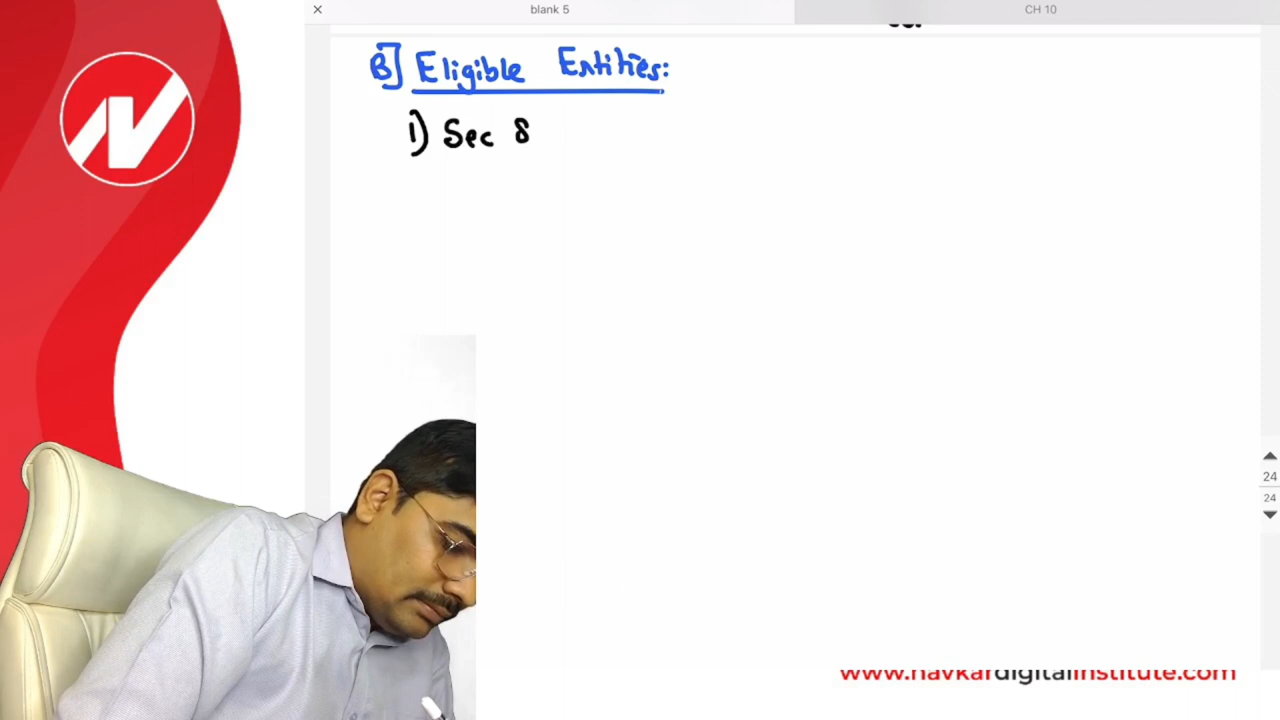 blank 5
CH 10
B] Eligible Entities:
1) Sec 8
24
24
www.navkardigitalinstitute.com